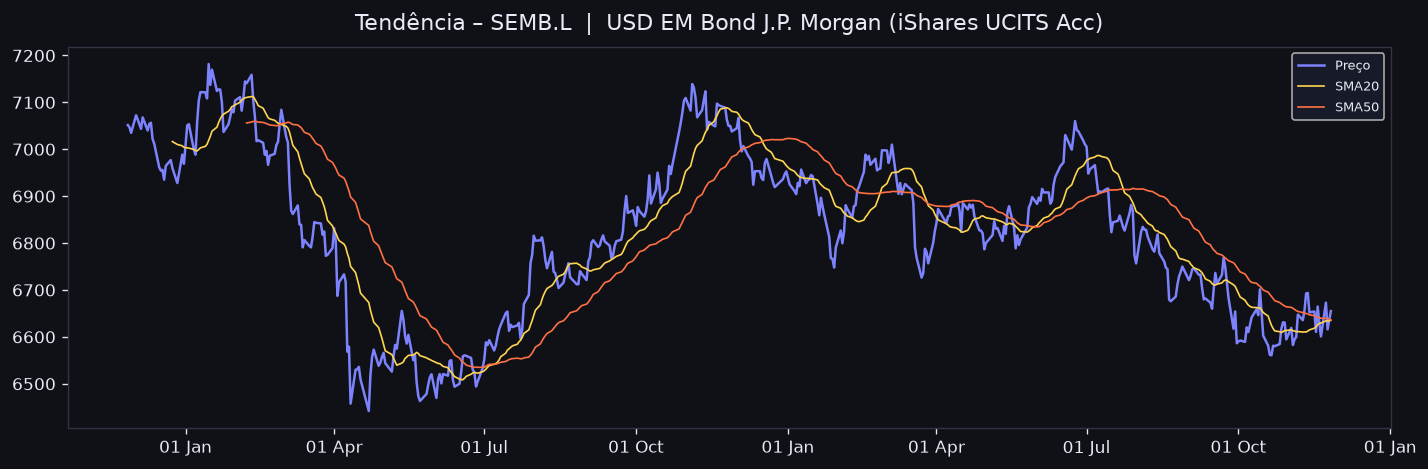 Tendência – SEMB.L | USD EM Bond J.P. Morgan (iShares UCITS Acc)
7200
7100
7000
6900
6800
6700
6600
6500
Preço
SMA20
SMA50
01 Jan
01 Apr
01 Jul
01 Oct
01 Jan
01 Apr
01 Jul
01 Oct
01 Jan